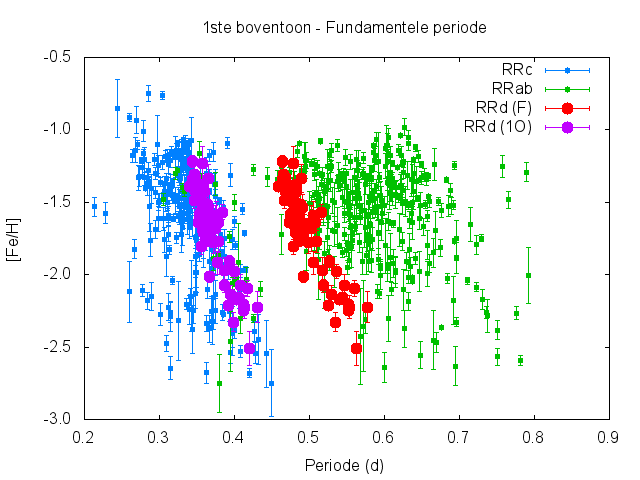 1ste boventoon - Fundamentele periode
[Fe/H]
-0.5
-1.0
-1.5
-2.0
-2.5
-3.0
RRc
RRab
RRd (F)
RRd (1O)
0.2 0.3 0.4 0.5 0.6 0.7 0.8 0.9
Periode (d)